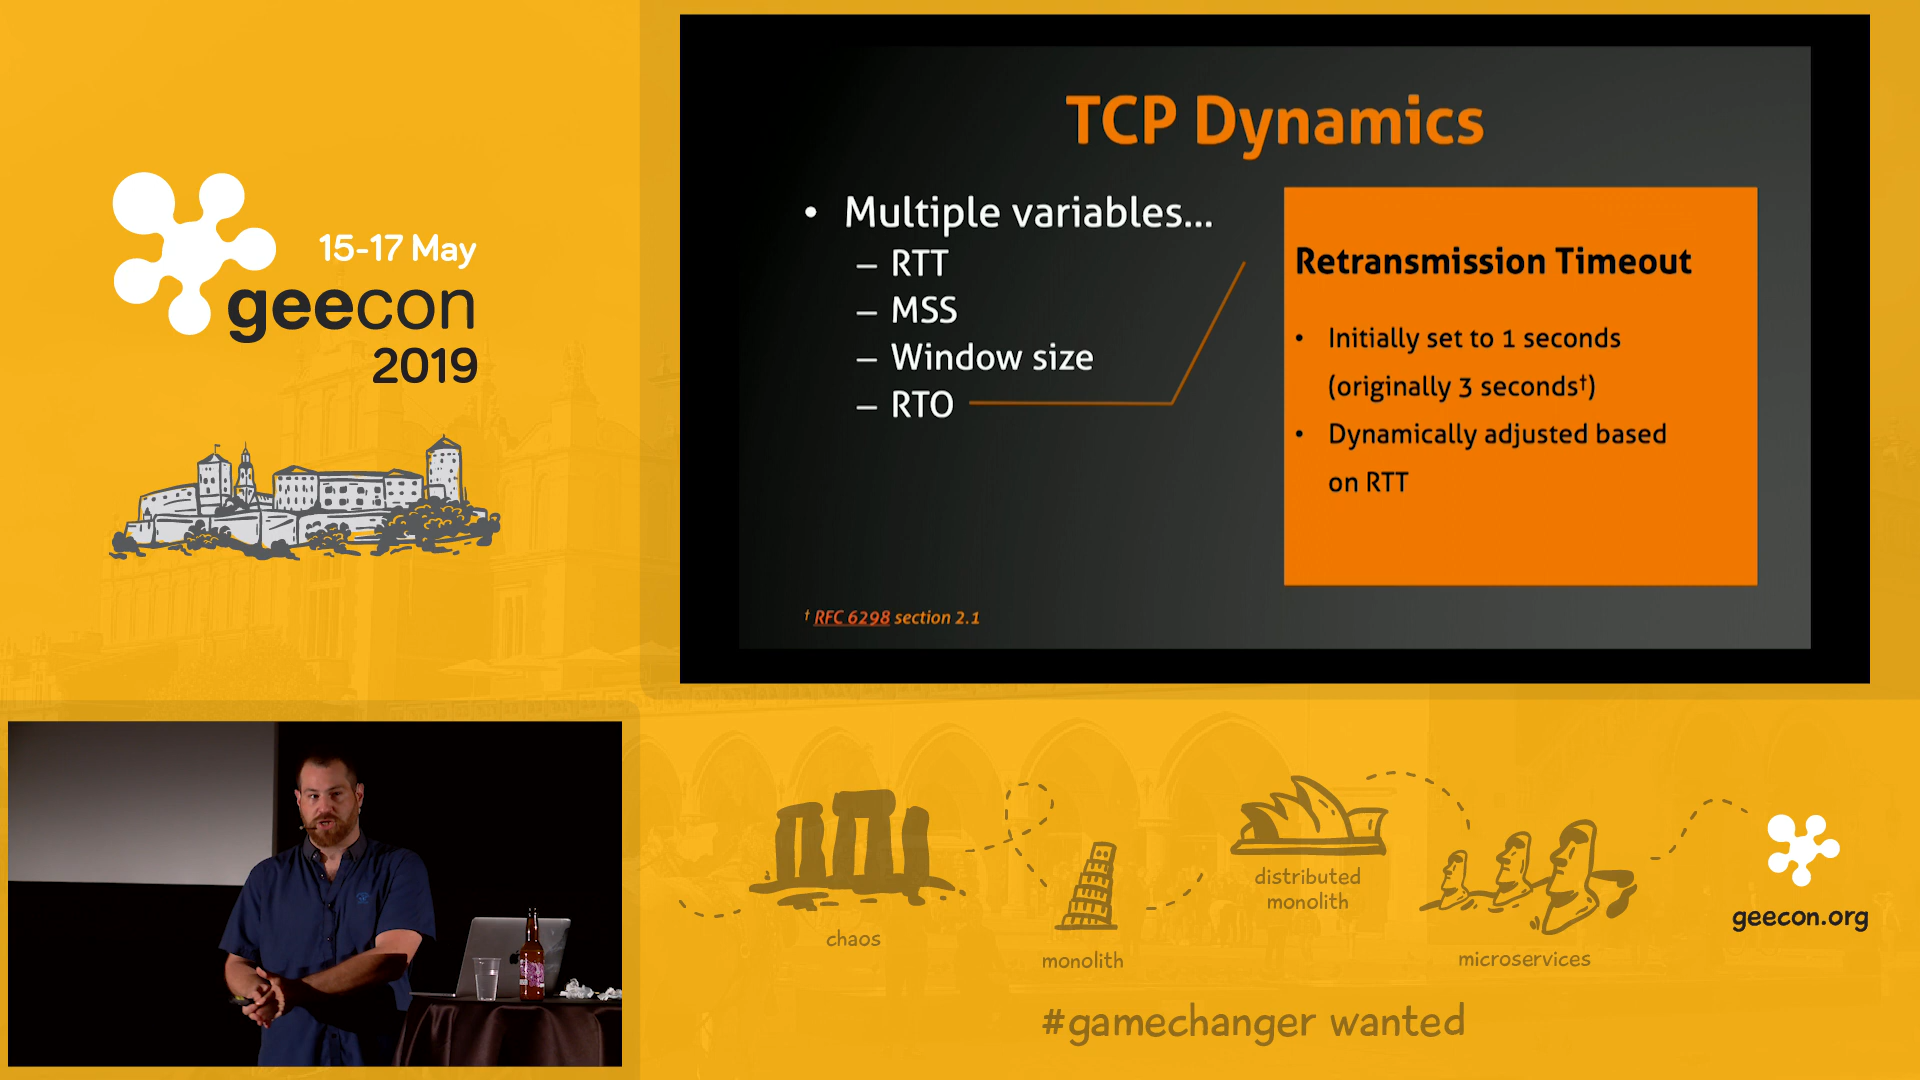 15-17 May
geecon
2019
TCP Dynamics
• Multiple variables...
– RTT
– MSS
– Window size
– RTO
Retransmission Timeout
• Initially set to 1 seconds
(originally 3 seconds†)
• Dynamically adjusted based
on RTT
† RFC 6298 section 2.1
chaos
monolith
distributed
monolith
microservices
geecon.org
#gamechanger wanted